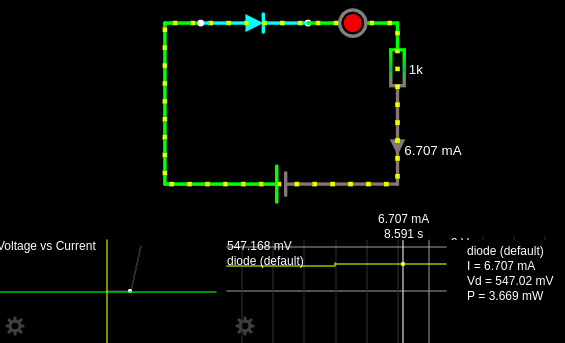 1k
6.707 mA
6.707 mA
8.591 s
Voltage vs Current
547.168 mV
diode (default)
diode (default)
I = 6.707 mA
Vd = 547.02 mV
P = 3.669 mW